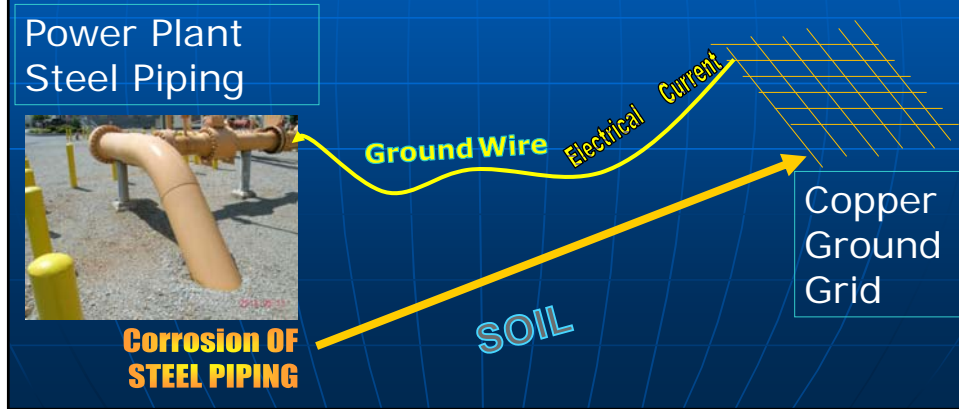 Power Plant
Steel Piping
Ground Wire
Electrical Current
Copper
Ground
Grid
SOIL
Corrosion OF
STEEL PIPING